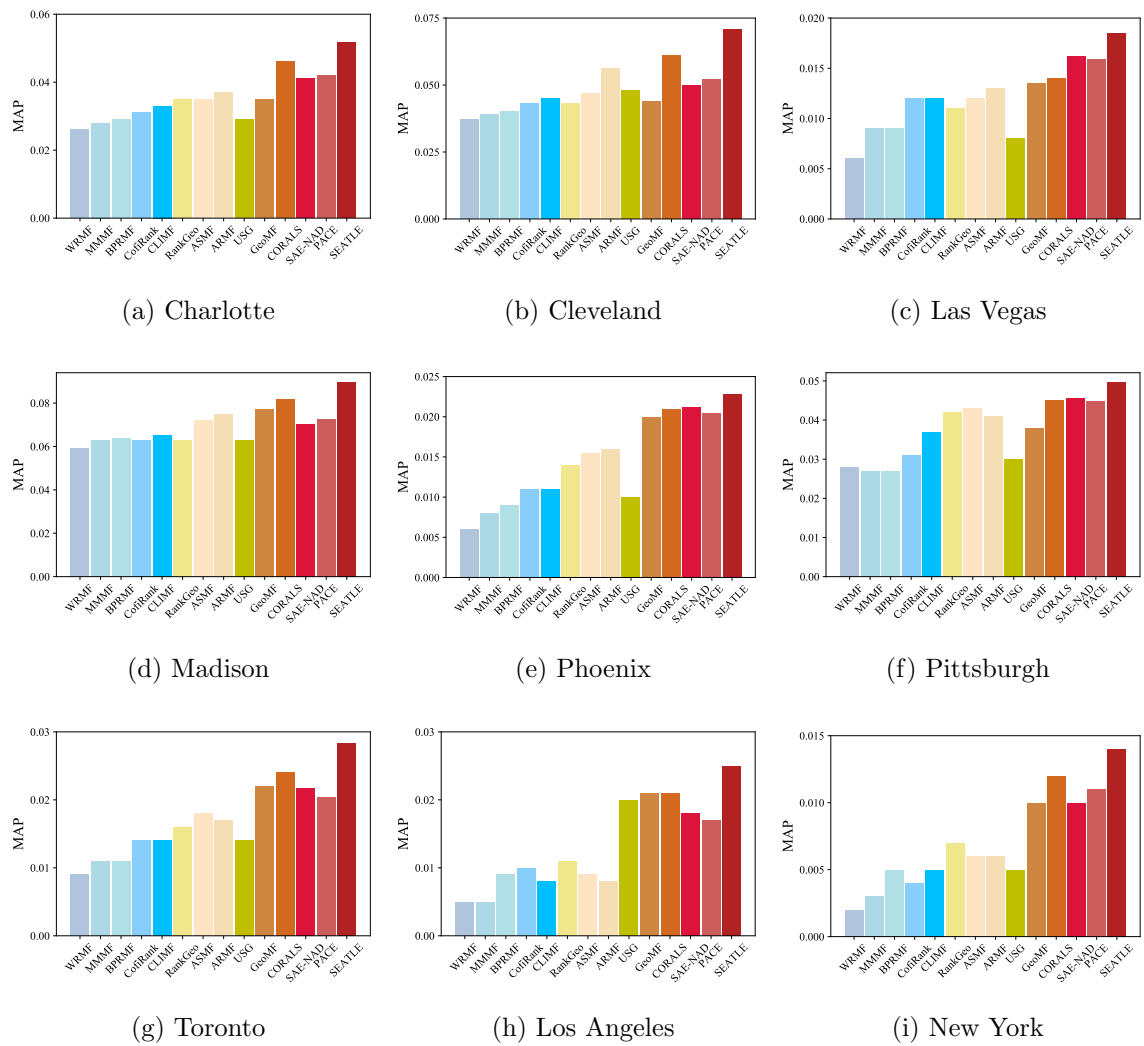 0.06
0.04
0.02
0.00
MAP
WRMF MMMF BPRMF CofiRank CLIMF RankGeo ASMF ARMF USG GeoMF CORALS SAE-NAD PACE SEATLE
(a) Charlotte
0.075
0.050
0.025
0.000
MAP
WRMF MMMF BPRMF CofiRank CLIMF RankGeo ASMF ARMF USG GeoMF CORALS SAE-NAD PACE SEATLE
(b) Cleveland
0.020
0.015
0.010
0.005
0.000
MAP
WRMF MMMF BPRMF CofiRank CLIMF RankGeo ASMF ARMF USG GeoMF CORALS SAE-NAD PACE SEATLE
(c) Las Vegas
0.08
0.06
0.04
0.02
0.00
MAP
WRMF MMMF BPRMF CofiRank CLIMF RankGeo ASMF ARMF USG GeoMF CORALS SAE-NAD PACE SEATLE
(d) Madison
0.025
0.020
0.015
0.010
0.005
0.000
MAP
WRMF MMMF BPRMF CofiRank CLIMF RankGeo ASMF ARMF USG GeoMF CORALS SAE-NAD PACE SEATLE
(e) Phoenix
0.05
0.04
0.03
0.02
0.01
0.00
MAP
WRMF MMMF BPRMF CofiRank CLIMF RankGeo ASMF ARMF USG GeoMF CORALS SAE-NAD PACE SEATLE
(f) Pittsburgh
0.03
0.02
0.01
0.00
MAP
WRMF MMMF BPRMF CofiRank CLIMF RankGeo ASMF ARMF USG GeoMF CORALS SAE-NAD PACE SEATLE
(g) Toronto
0.03
0.02
0.01
0.00
MAP
WRMF MMMF BPRMF CofiRank CLIMF RankGeo ASMF ARMF USG GeoMF CORALS SAE-NAD PACE SEATLE
(h) Los Angeles
0.015
0.010
0.005
0.000
MAP
WRMF MMMF BPRMF CofiRank CLIMF RankGeo ASMF ARMF USG GeoMF CORALS SAE-NAD PACE SEATLE
(i) New York